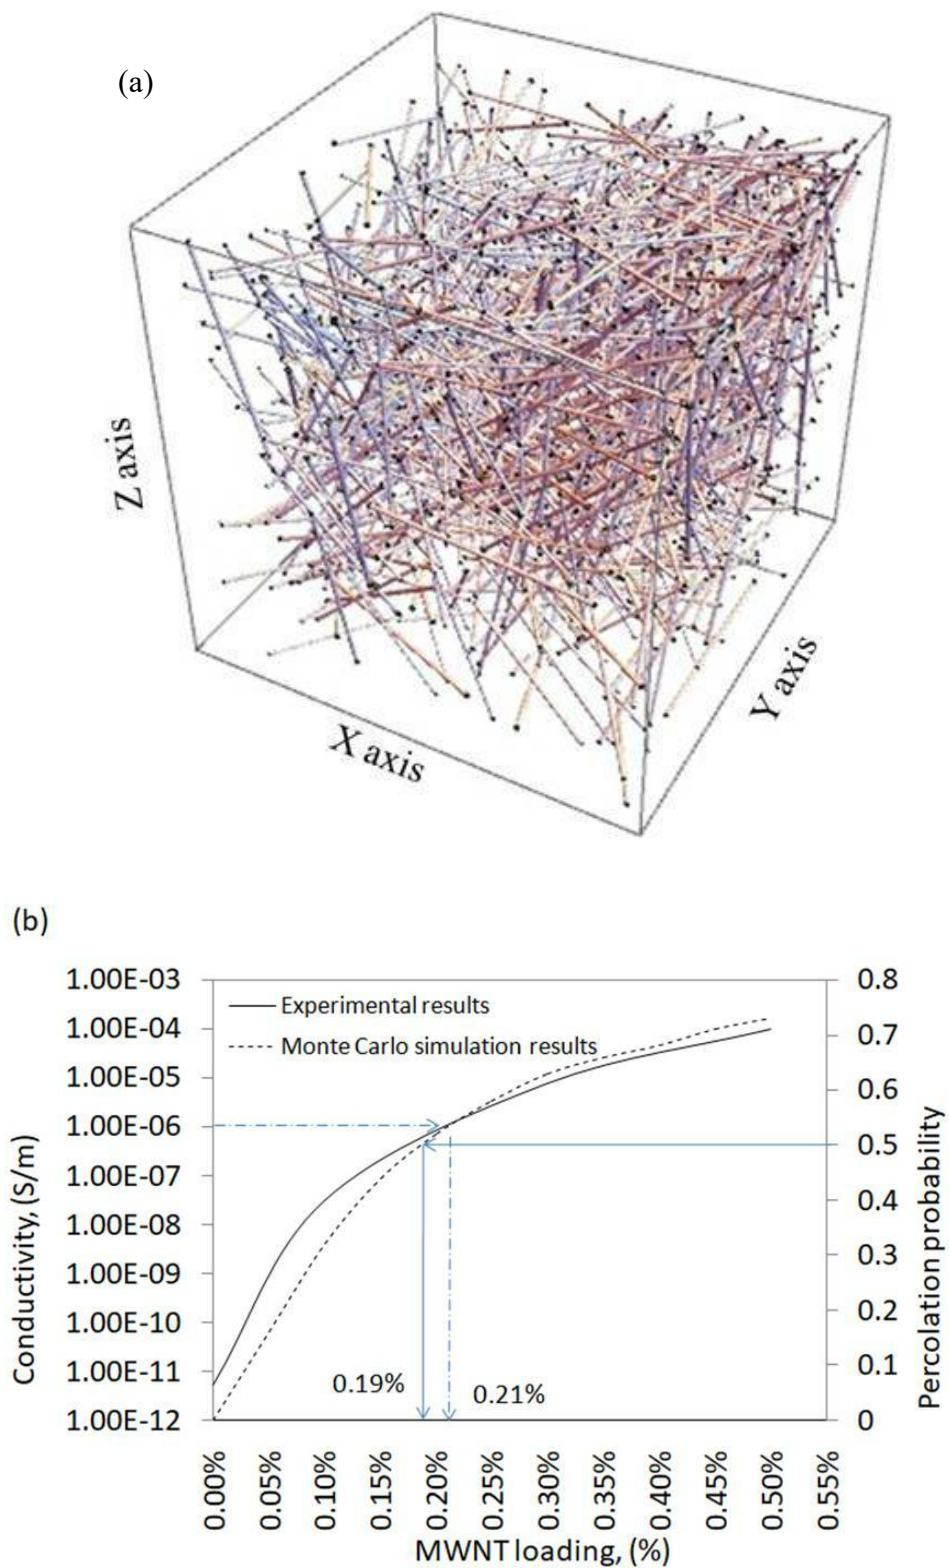 (a)
Z axis
X axis
Y axis
(b)
Experimental results
Monte Carlo simulation results
Conductivity, (S/m)
1.00E-03
1.00E-04
1.00E-05
1.00E-06
1.00E-07
1.00E-08
1.00E-09
1.00E-10
1.00E-11
1.00E-12
0.8
0.7
0.6
0.5
0.4
0.3
0.2
0.1
0
Percolation probability
0.19%
0.21%
0.00%
0.05%
0.10%
0.15%
0.20%
0.25%
0.30%
0.35%
0.40%
0.45%
0.50%
0.55%
MWNT loading, (%)